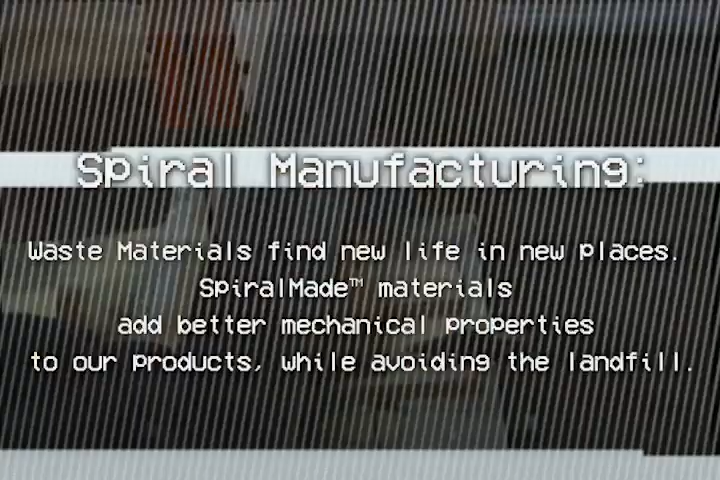 Spiral Manufacturing:
Waste Materials find new life in new places.
SpiralMade™ materials
add better mechanical properties
to our products, while avoiding the landfill.